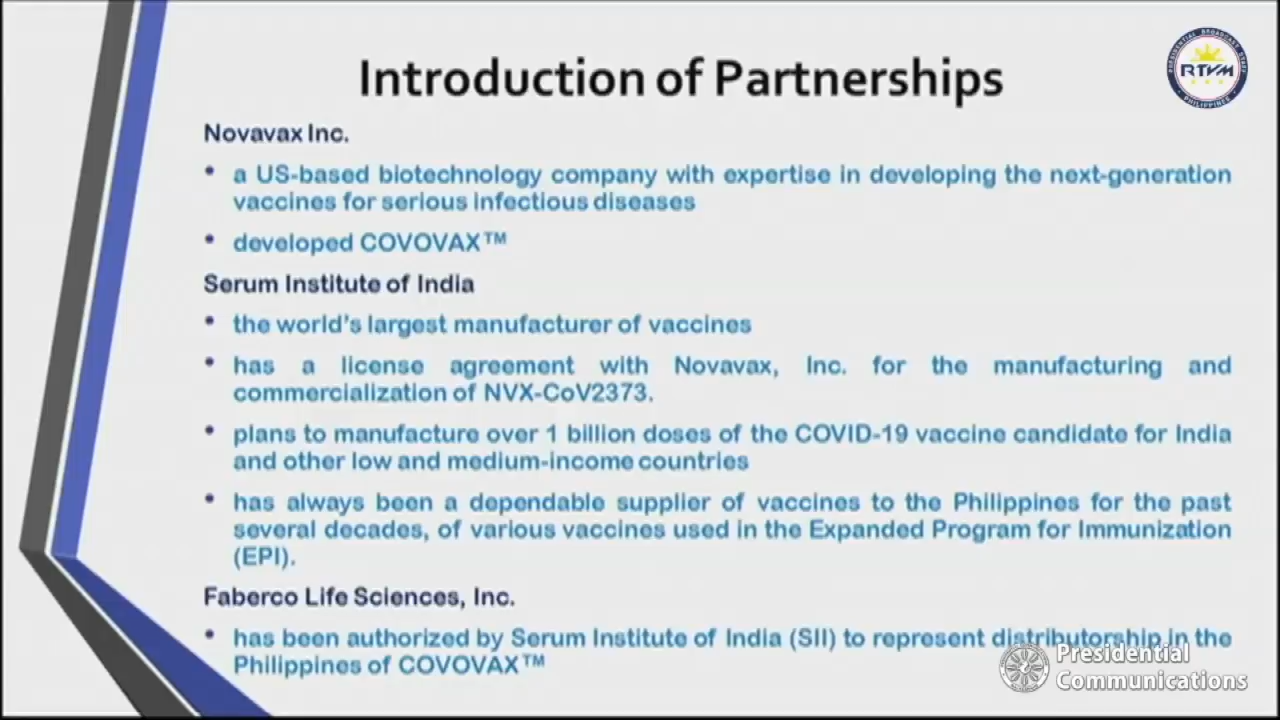 Introduction of Partnerships
RTVM
PHILIPPINES
Novavax Inc.
• a US-based biotechnology company with expertise in developing the next-generation
vaccines for serious infectious diseases
• developed COVOVAX™
Serum Institute of India
• the world's largest manufacturer of vaccines
• has a license agreement with Novavax, Inc. for the manufacturing and
commercialization of NVX-CoV2373.
• plans to manufacture over 1 billion doses of the COVID-19 vaccine candidate for India
and other low and medium-income countries
• has always been a dependable supplier of vaccines to the Philippines for the past
several decades, of various vaccines used in the Expanded Program for Immunization
(EPI).
Faberco Life Sciences, Inc.
• has been authorized by Serum Institute of India (SII) to represent distributorship in the
Philippines of COVOVAX™
Presidential
Communications